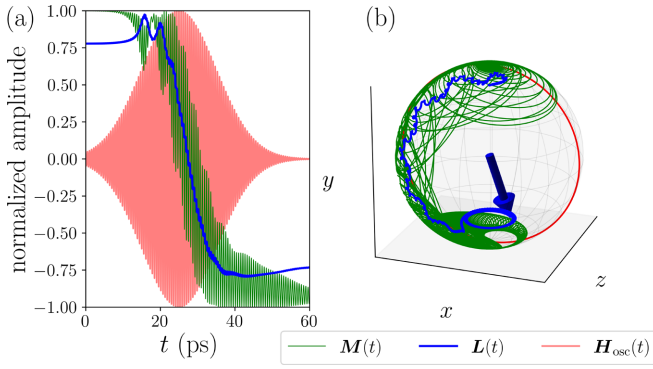 (a)
(b)
1.00
0.75
0.50
0.25
0.00
−0.25
−0.50
−0.75
−1.00
normalized amplitude
0
20
40
60
t (ps)
y
x
z
M(t)
L(t)
H_osc(t)